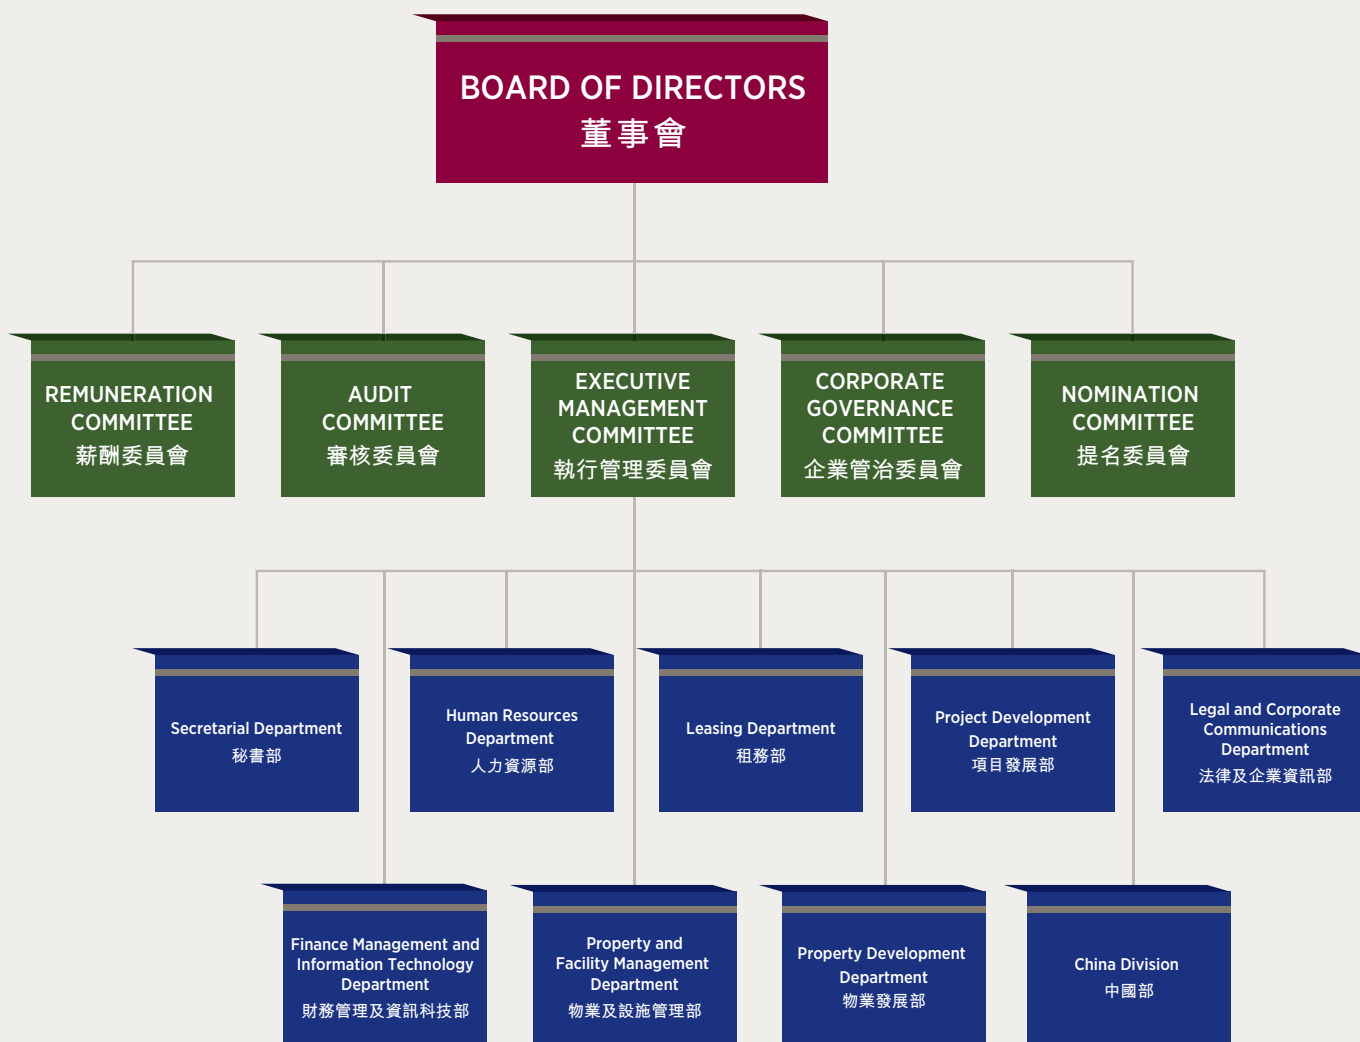 BOARD OF DIRECTORS
董事會
REMUNERATION
COMMITTEE
薪酬委員會
AUDIT
COMMITTEE
審核委員會
EXECUTIVE
MANAGEMENT
COMMITTEE
執行管理委員會
CORPORATE
GOVERNANCE
COMMITTEE
企業管治委員會
NOMINATION
COMMITTEE
提名委員會
Secretarial Department
秘書部
Human Resources
Department
人力資源部
Leasing Department
租務部
Project Development
Department
項目發展部
Legal and Corporate
Communications
Department
法律及企業資訊部
Finance Management and
Information Technology
Department
財務管理及資訊科技部
Property and
Facility Management
Department
物業及設施管理部
Property Development
Department
物業發展部
China Division
中國部